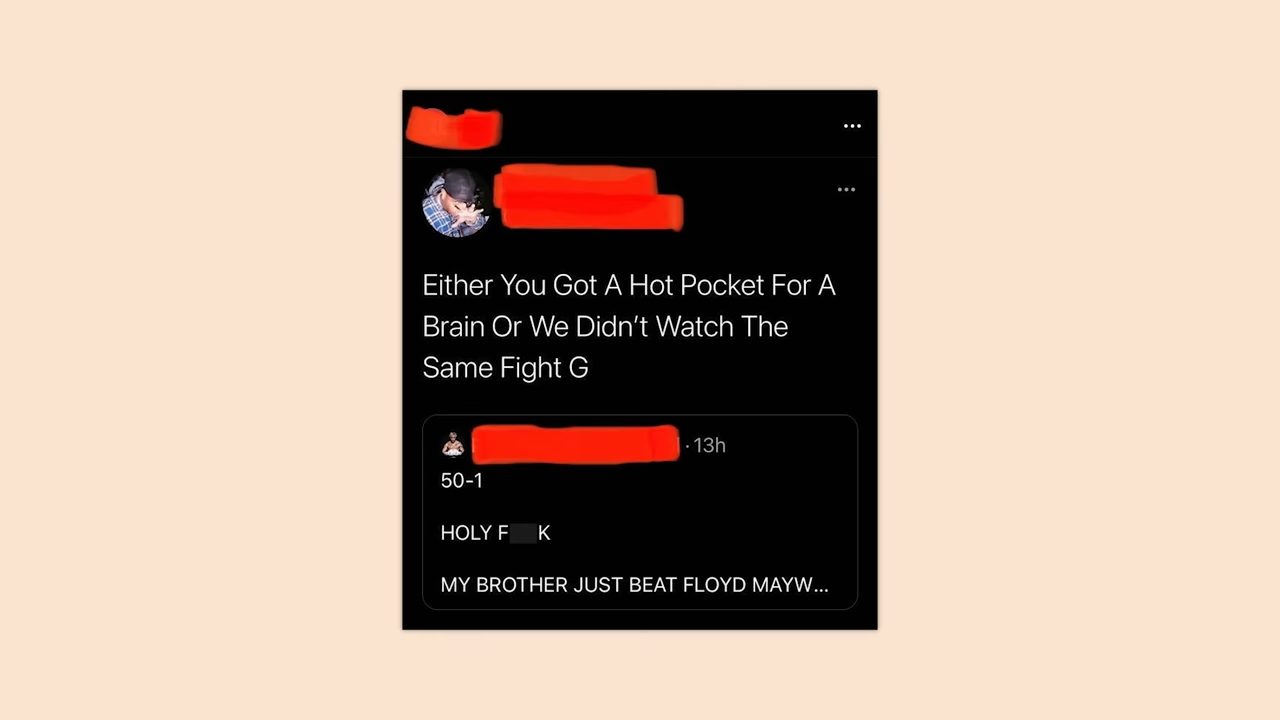 Either You Got A Hot Pocket For A
Brain Or We Didn’t Watch The
Same Fight G
· 13h
50-1
HOLY F K
MY BROTHER JUST BEAT FLOYD MAYW...